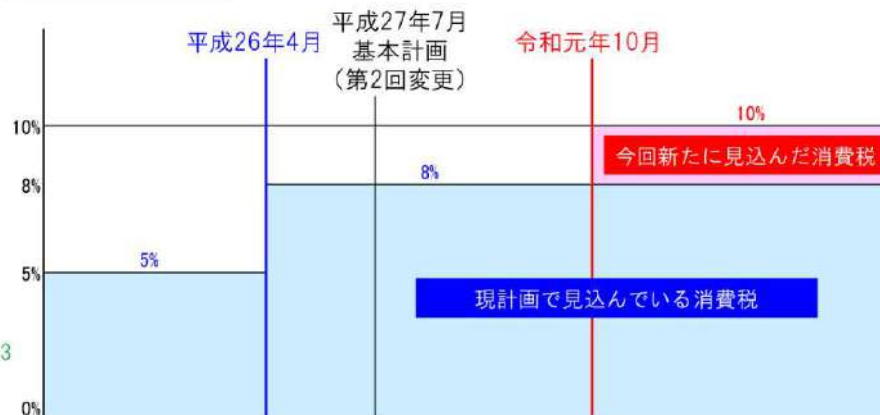 平成26年4月
平成27年7月
基本計画
（第2回変更）
令和元年10月
10%
10%
今回新たに見込んだ消費税
8%
8%
5%
5%
現計画で見込んでいる消費税
3
0%